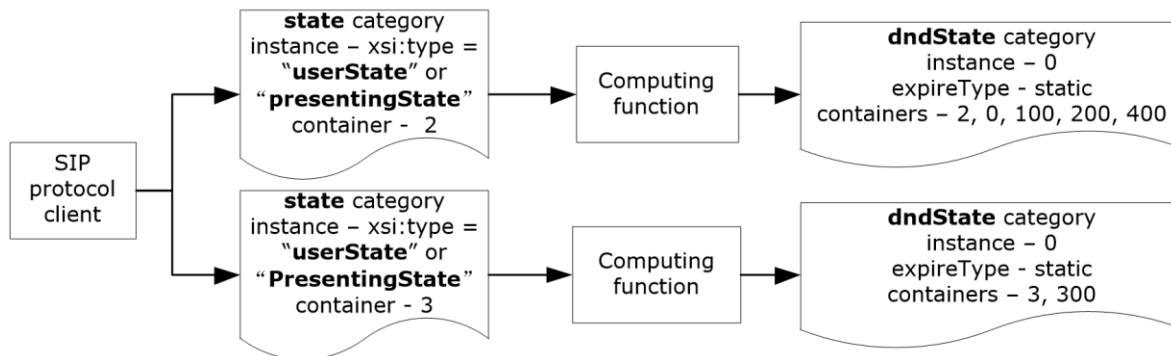 SIP
protocol
client
state category
instance – xsi:type =
“userState” or
“presentingState”
container - 2
Computing
function
dndState category
instance – 0
expireType - static
containers – 2, 0, 100, 200, 400
state category
instance – xsi:type =
“userState” or
“PresentingState”
container - 3
Computing
function
dndState category
instance – 0
expireType - static
containers – 3, 300